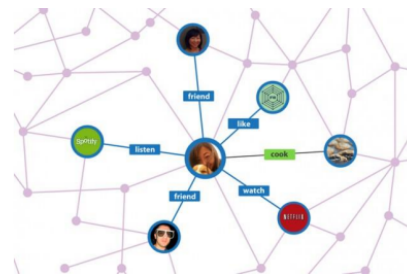 friend
like
Spotify
listen
cook
watch
friend
NETFLIX